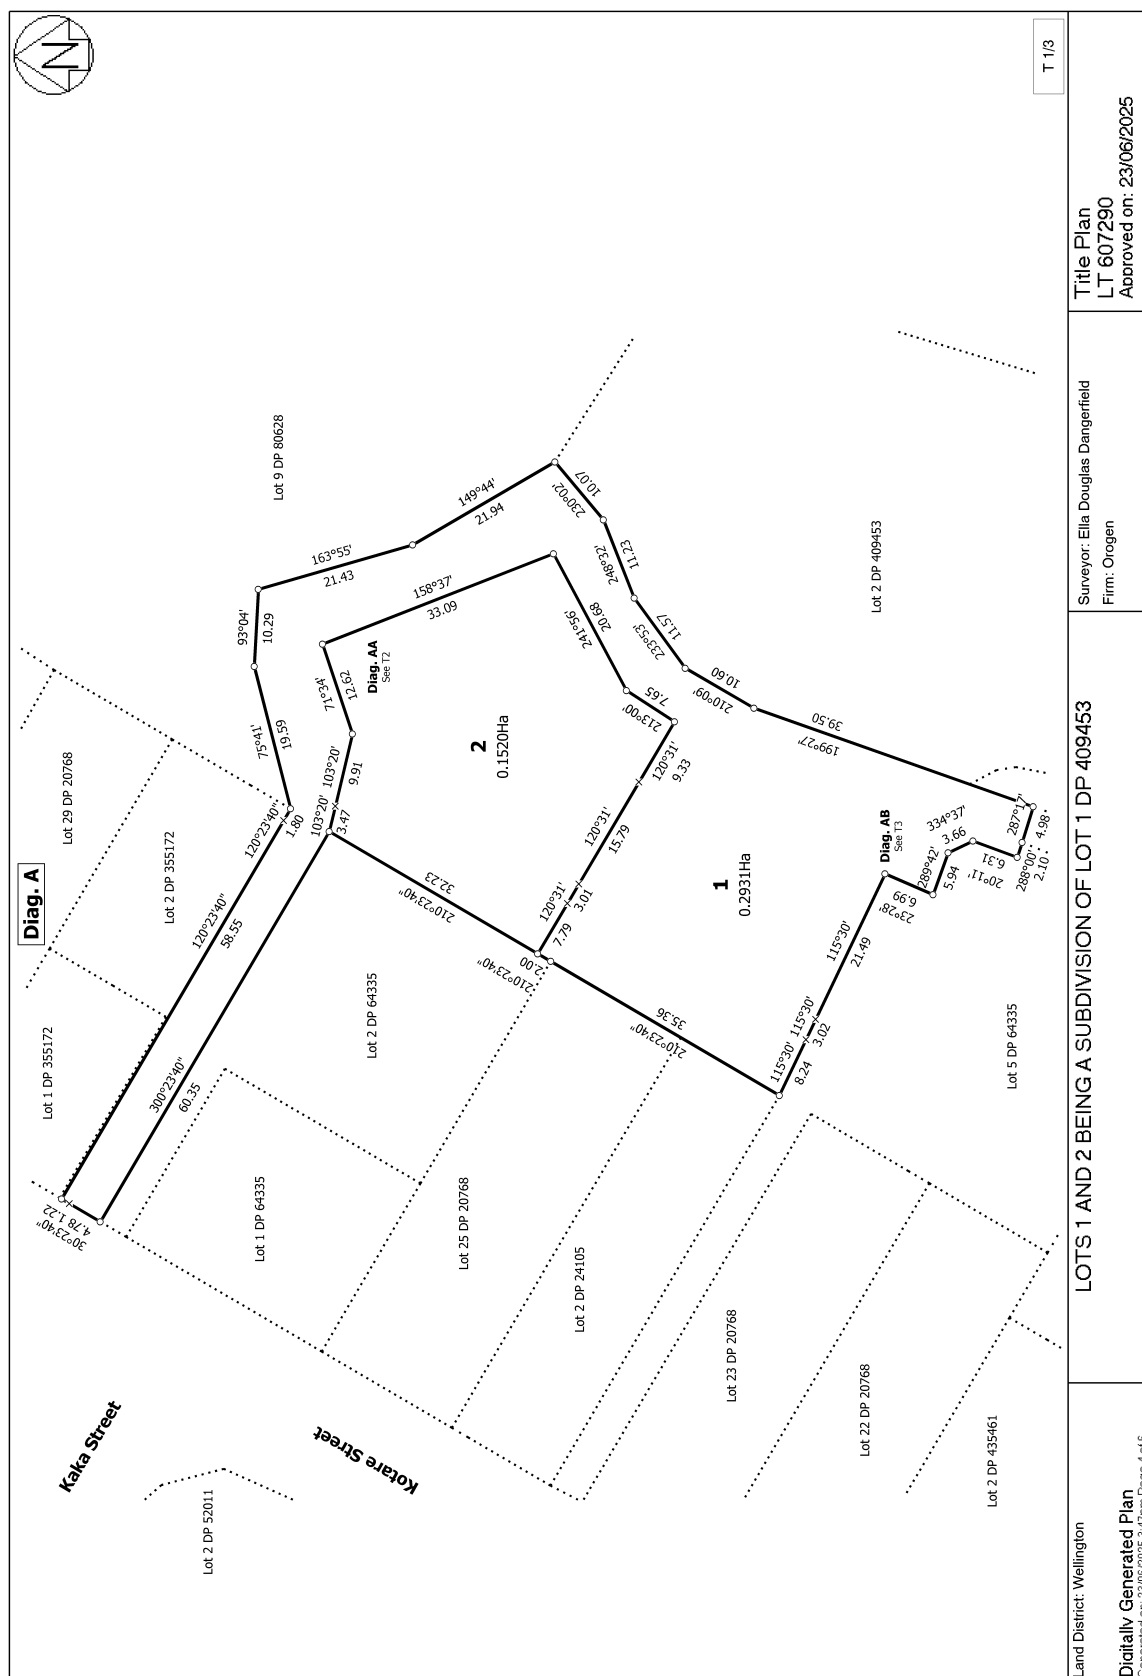 N
T 1/3
Diag. A
Lot 29 DP 20768
Lot 1 DP 355172
Lot 2 DP 355172
Lot 9 DP 80628
Lot 2 DP 64335
Lot 1 DP 64335
Lot 25 DP 20768
Lot 2 DP 24105
Lot 23 DP 20768
Lot 22 DP 20768
Lot 2 DP 435461
Lot 2 DP 52011
Lot 5 DP 64335
Lot 2 DP 409453
Kaka Street
Kotare Street
30°23'40"
4.78
1.22
120°23'40"
58.55
120°23'40"
1.80
300°23'40"
60.35
75°41'
19.59
93°04'
10.29
163°55'
21.43
149°44'
21.94
230°02'
10.07
248°32'
11.23
233°53'
11.57
210°09'
10.60
199°27'
39.50
103°20'
3.47
103°20'
9.91
71°34'
12.62
158°37'
33.09
241°56'
20.68
213°00'
7.65
120°31'
9.33
120°31'
15.79
120°31'
3.01
7.79
210°23'40"
32.23
210°23'40"
2.00
210°23'40"
35.36
115°30'
8.24
115°30'
3.02
115°30'
21.49
23°28'
6.99
289°42'
5.94
334°37'
3.66
20°11'
6.31
288°00'
2.10
287°17'
4.98
Diag. AA
See T2
Diag. AB
See T3
2
0.1520Ha
1
0.2931Ha
Land District: Wellington
Digitally Generated Plan
Generated on: 23/06/2025 3:47pm Page 4 of 6
LOTS 1 AND 2 BEING A SUBDIVISION OF LOT 1 DP 409453
Surveyor: Ella Douglas Dangerfield
Firm: Orogen
Title Plan
LT 607290
Approved on: 23/06/2025